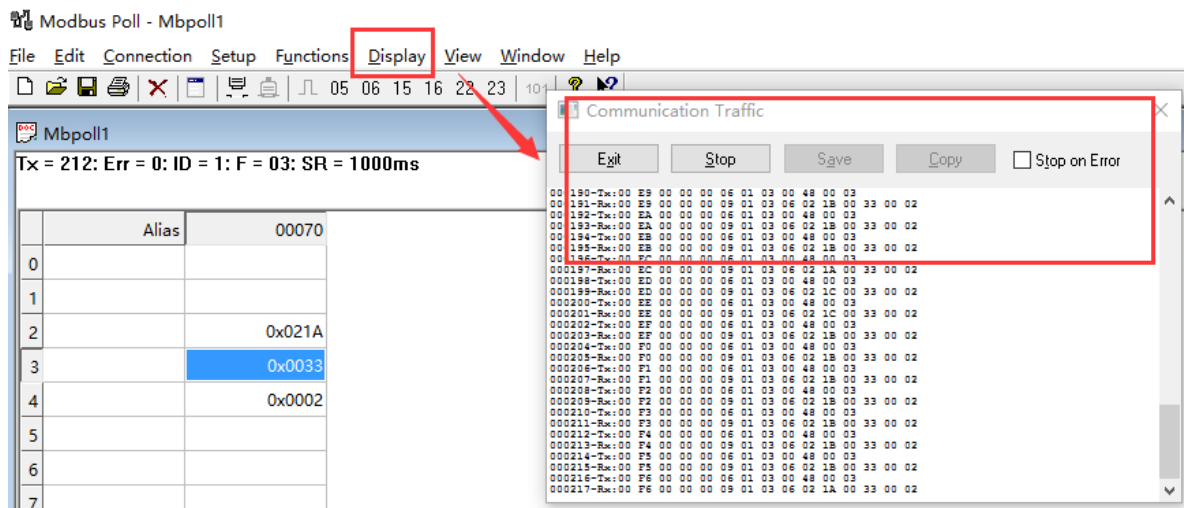 Modbus Poll - Mbpoll1
File Edit Connection Setup Functions Display View Window Help
05 06 15 16 22 23 101
Mbpoll1
Tx = 212: Err = 0: ID = 1: F = 03: SR = 1000ms
Alias 00070
0
1
2 0x021A
3 0x0033
4 0x0002
5
6
7
Communication Traffic
Exit Stop Save Copy Stop on Error
000190-Tx:00 E9 00 00 00 06 01 03 00 48 00 03
000191-Rx:00 E9 00 00 00 09 01 03 06 02 1B 00 33 00 02
000192-Tx:00 EA 00 00 00 06 01 03 00 48 00 03
000193-Rx:00 EA 00 00 00 09 01 03 06 02 1B 00 33 00 02
000194-Tx:00 EB 00 00 00 06 01 03 00 48 00 03
000195-Rx:00 EB 00 00 00 09 01 03 06 02 1B 00 33 00 02
000196-Tx:00 EC 00 00 00 06 01 03 00 48 00 03
000197-Rx:00 EC 00 00 00 09 01 03 06 02 1A 00 33 00 02
000198-Tx:00 ED 00 00 00 06 01 03 00 48 00 03
000199-Rx:00 ED 00 00 00 09 01 03 06 02 1C 00 33 00 02
000200-Tx:00 EE 00 00 00 06 01 03 00 48 00 03
000201-Rx:00 EE 00 00 00 09 01 03 06 02 1C 00 33 00 02
000202-Tx:00 EF 00 00 00 06 01 03 00 48 00 03
000203-Rx:00 EF 00 00 00 09 01 03 06 02 1B 00 33 00 02
000204-Tx:00 F0 00 00 00 06 01 03 00 48 00 03
000205-Rx:00 F0 00 00 00 09 01 03 06 02 1B 00 33 00 02
000206-Tx:00 F1 00 00 00 06 01 03 00 48 00 03
000207-Rx:00 F1 00 00 00 09 01 03 06 02 1B 00 33 00 02
000208-Tx:00 F2 00 00 00 06 01 03 00 48 00 03
000209-Rx:00 F2 00 00 00 09 01 03 06 02 1B 00 33 00 02
000210-Tx:00 F3 00 00 00 06 01 03 00 48 00 03
000211-Rx:00 F3 00 00 00 09 01 03 06 02 1B 00 33 00 02
000212-Tx:00 F4 00 00 00 06 01 03 00 48 00 03
000213-Rx:00 F4 00 00 00 09 01 03 06 02 1B 00 33 00 02
000214-Tx:00 F5 00 00 00 06 01 03 00 48 00 03
000215-Rx:00 F5 00 00 00 09 01 03 06 02 1B 00 33 00 02
000216-Tx:00 F6 00 00 00 06 01 03 00 48 00 03
000217-Rx:00 F6 00 00 00 09 01 03 06 02 1A 00 33 00 02